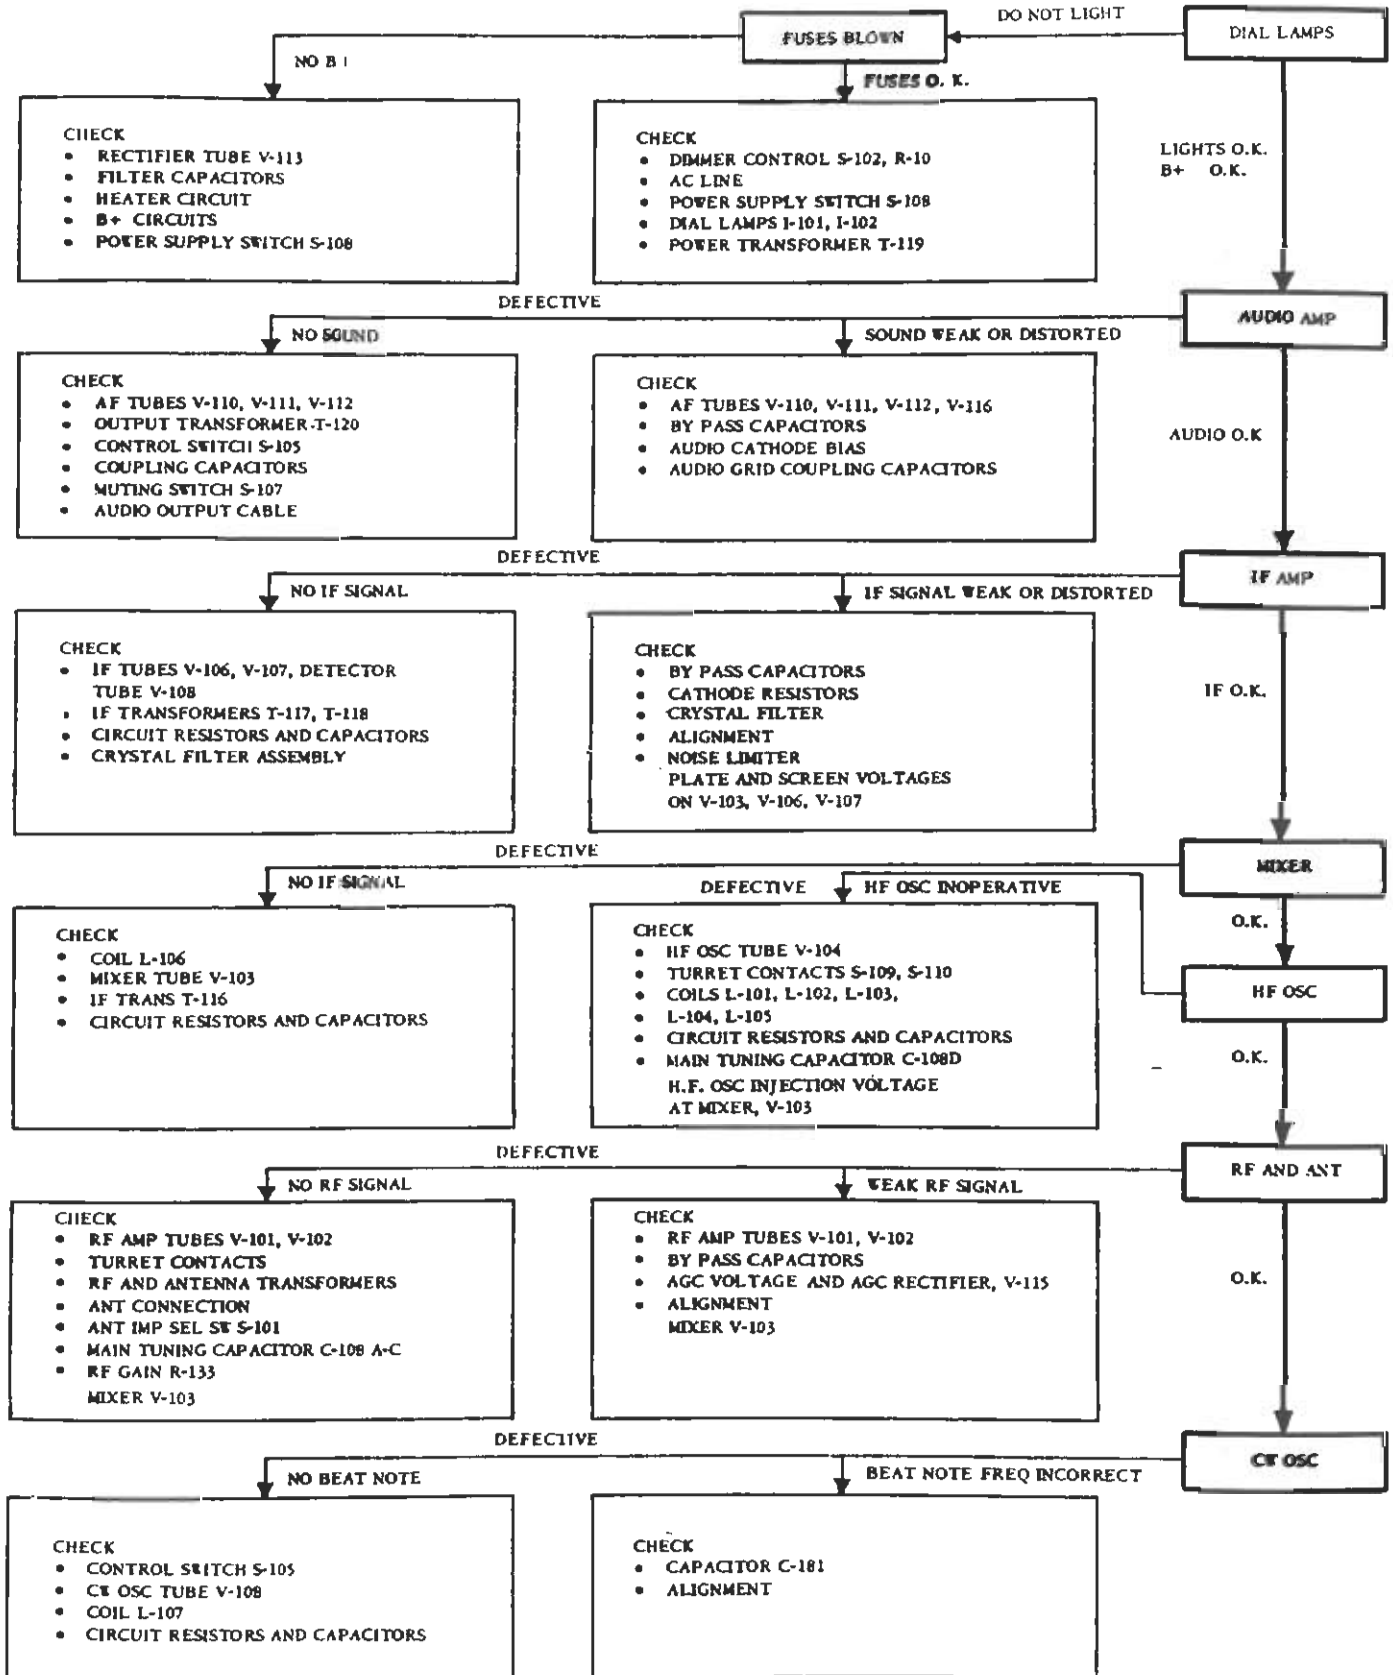 DO NOT LIGHT
FUSES BLOWN
DIAL LAMPS
NO B+
FUSES O. K.
CHECK
• RECTIFIER TUBE V-113
• FILTER CAPACITORS
• HEATER CIRCUIT
• B+ CIRCUITS
• POWER SUPPLY SWITCH S-108
CHECK
• DIMMER CONTROL S-102, R-10
• AC LINE
• POWER SUPPLY SWITCH S-108
• DIAL LAMPS I-101, I-102
• POWER TRANSFORMER T-119
LIGHTS O.K.
B+ O.K.
DEFECTIVE
AUDIO AMP
NO SOUND
SOUND WEAK OR DISTORTED
CHECK
• AF TUBES V-110, V-111, V-112
• OUTPUT TRANSFORMER-T-120
• CONTROL SWITCH S-105
• COUPLING CAPACITORS
• MUTING SWITCH S-107
• AUDIO OUTPUT CABLE
CHECK
• AF TUBES V-110, V-111, V-112, V-116
• BY PASS CAPACITORS
• AUDIO CATHODE BIAS
• AUDIO GRID COUPLING CAPACITORS
AUDIO O.K
DEFECTIVE
IF AMP
NO IF SIGNAL
IF SIGNAL WEAK OR DISTORTED
CHECK
• IF TUBES V-106, V-107, DETECTOR
TUBE V-108
• IF TRANSFORMERS T-117, T-118
• CIRCUIT RESISTORS AND CAPACITORS
• CRYSTAL FILTER ASSEMBLY
CHECK
• BY PASS CAPACITORS
• CATHODE RESISTORS
• CRYSTAL FILTER
• ALIGNMENT
• NOISE LIMITER
PLATE AND SCREEN VOLTAGES
ON V-103, V-106, V-107
IF O.K.
DEFECTIVE
MIXER
NO IF SIGNAL
DEFECTIVE
HF OSC INOPERATIVE
O.K.
CHECK
• COIL L-106
• MIXER TUBE V-103
• IF TRANS T-116
• CIRCUIT RESISTORS AND CAPACITORS
CHECK
• HF OSC TUBE V-104
• TURRET CONTACTS S-109, S-110
• COILS L-101, L-102, L-103,
• L-104, L-105
• CIRCUIT RESISTORS AND CAPACITORS
• MAIN TUNING CAPACITOR C-108D
H.F. OSC INJECTION VOLTAGE
AT MIXER, V-103
HF OSC
O.K.
DEFECTIVE
RF AND ANT
NO RF SIGNAL
WEAK RF SIGNAL
CHECK
• RF AMP TUBES V-101, V-102
• TURRET CONTACTS
• RF AND ANTENNA TRANSFORMERS
• ANT CONNECTION
• ANT IMP SEL SW S-101
• MAIN TUNING CAPACITOR C-108 A-C
• RF GAIN R-133
MIXER V-103
CHECK
• RF AMP TUBES V-101, V-102
• BY PASS CAPACITORS
• AGC VOLTAGE AND AGC RECTIFIER, V-115
• ALIGNMENT
MIXER V-103
O.K.
DEFECTIVE
CW OSC
NO BEAT NOTE
BEAT NOTE FREQ INCORRECT
CHECK
• CONTROL SWITCH S-105
• CW OSC TUBE V-108
• COIL L-107
• CIRCUIT RESISTORS AND CAPACITORS
CHECK
• CAPACITOR C-181
• ALIGNMENT